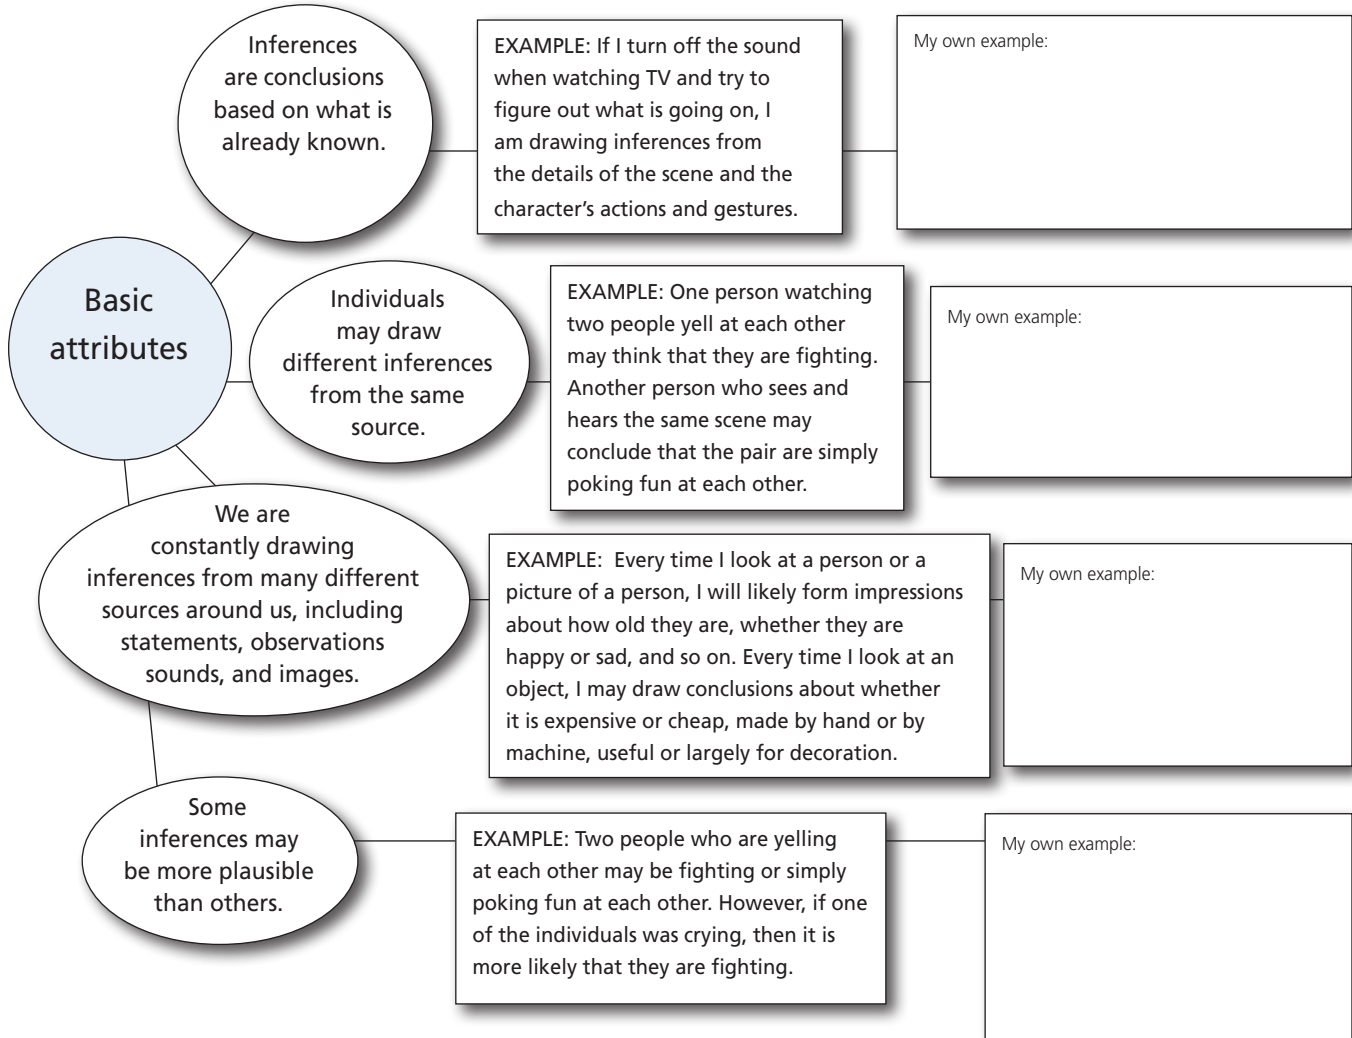 Basic
attributes
Inferences
are conclusions
based on what is
already known.
EXAMPLE: If I turn off the sound
when watching TV and try to
figure out what is going on, I
am drawing inferences from
the details of the scene and the
character’s actions and gestures.
My own example:
Individuals
may draw
different inferences
from the same
source.
EXAMPLE: One person watching
two people yell at each other
may think that they are fighting.
Another person who sees and
hears the same scene may
conclude that the pair are simply
poking fun at each other.
My own example:
We are
constantly drawing
inferences from many different
sources around us, including
statements, observations
sounds, and images.
EXAMPLE:  Every time I look at a person or a
picture of a person, I will likely form impressions
about how old they are, whether they are
happy or sad, and so on. Every time I look at an
object, I may draw conclusions about whether
it is expensive or cheap, made by hand or by
machine, useful or largely for decoration.
My own example:
Some
inferences may
be more plausible
than others.
EXAMPLE: Two people who are yelling
at each other may be fighting or simply
poking fun at each other. However, if one
of the individuals was crying, then it is
more likely that they are fighting.
My own example: